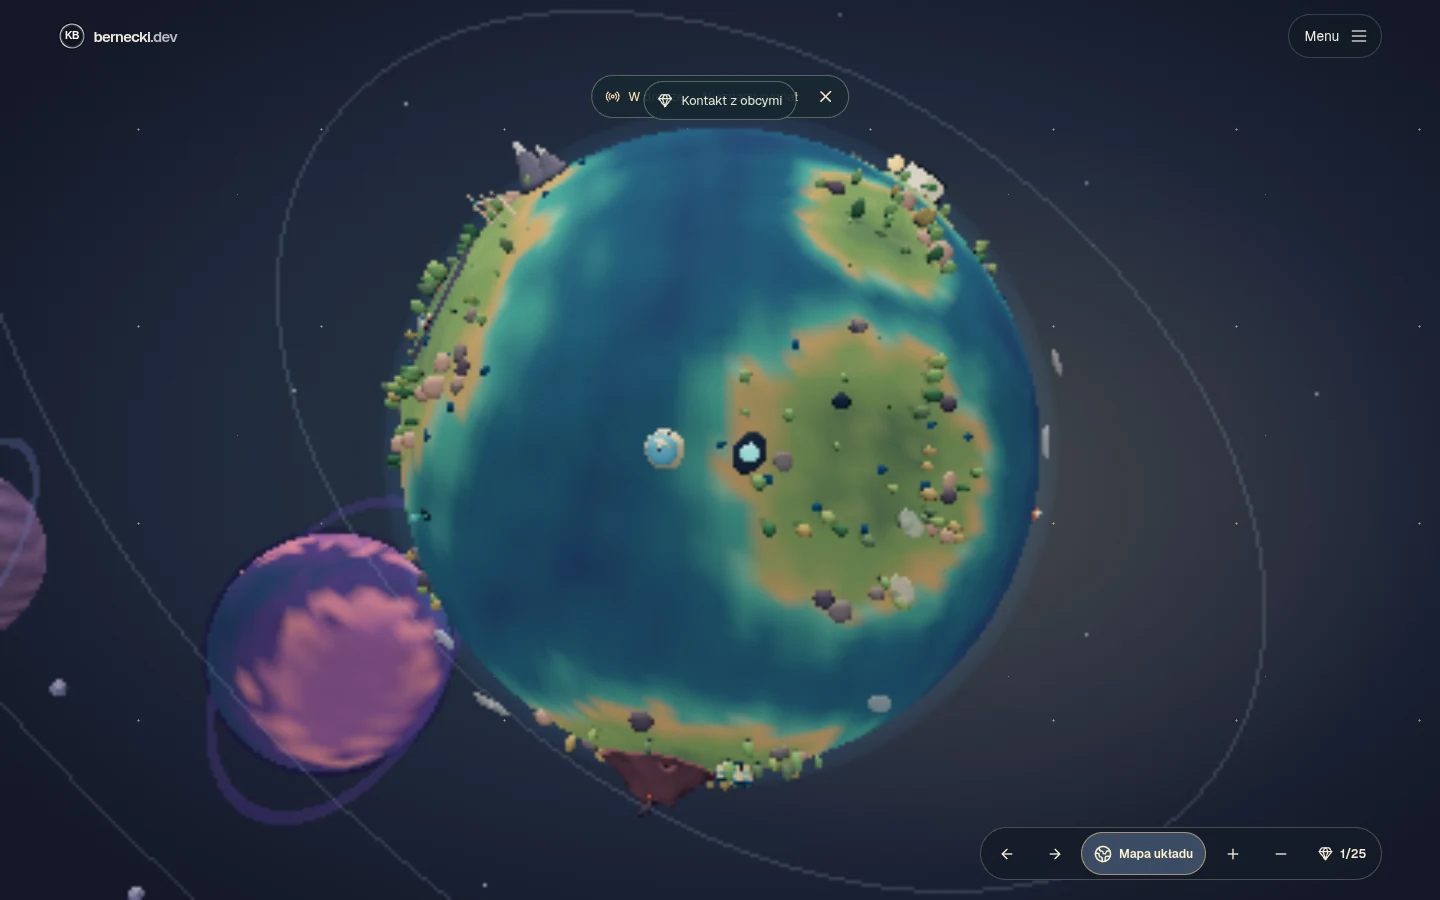 KB bernecki.dev
Menu
W
Kontakt z obcymi
Mapa układu
1/25